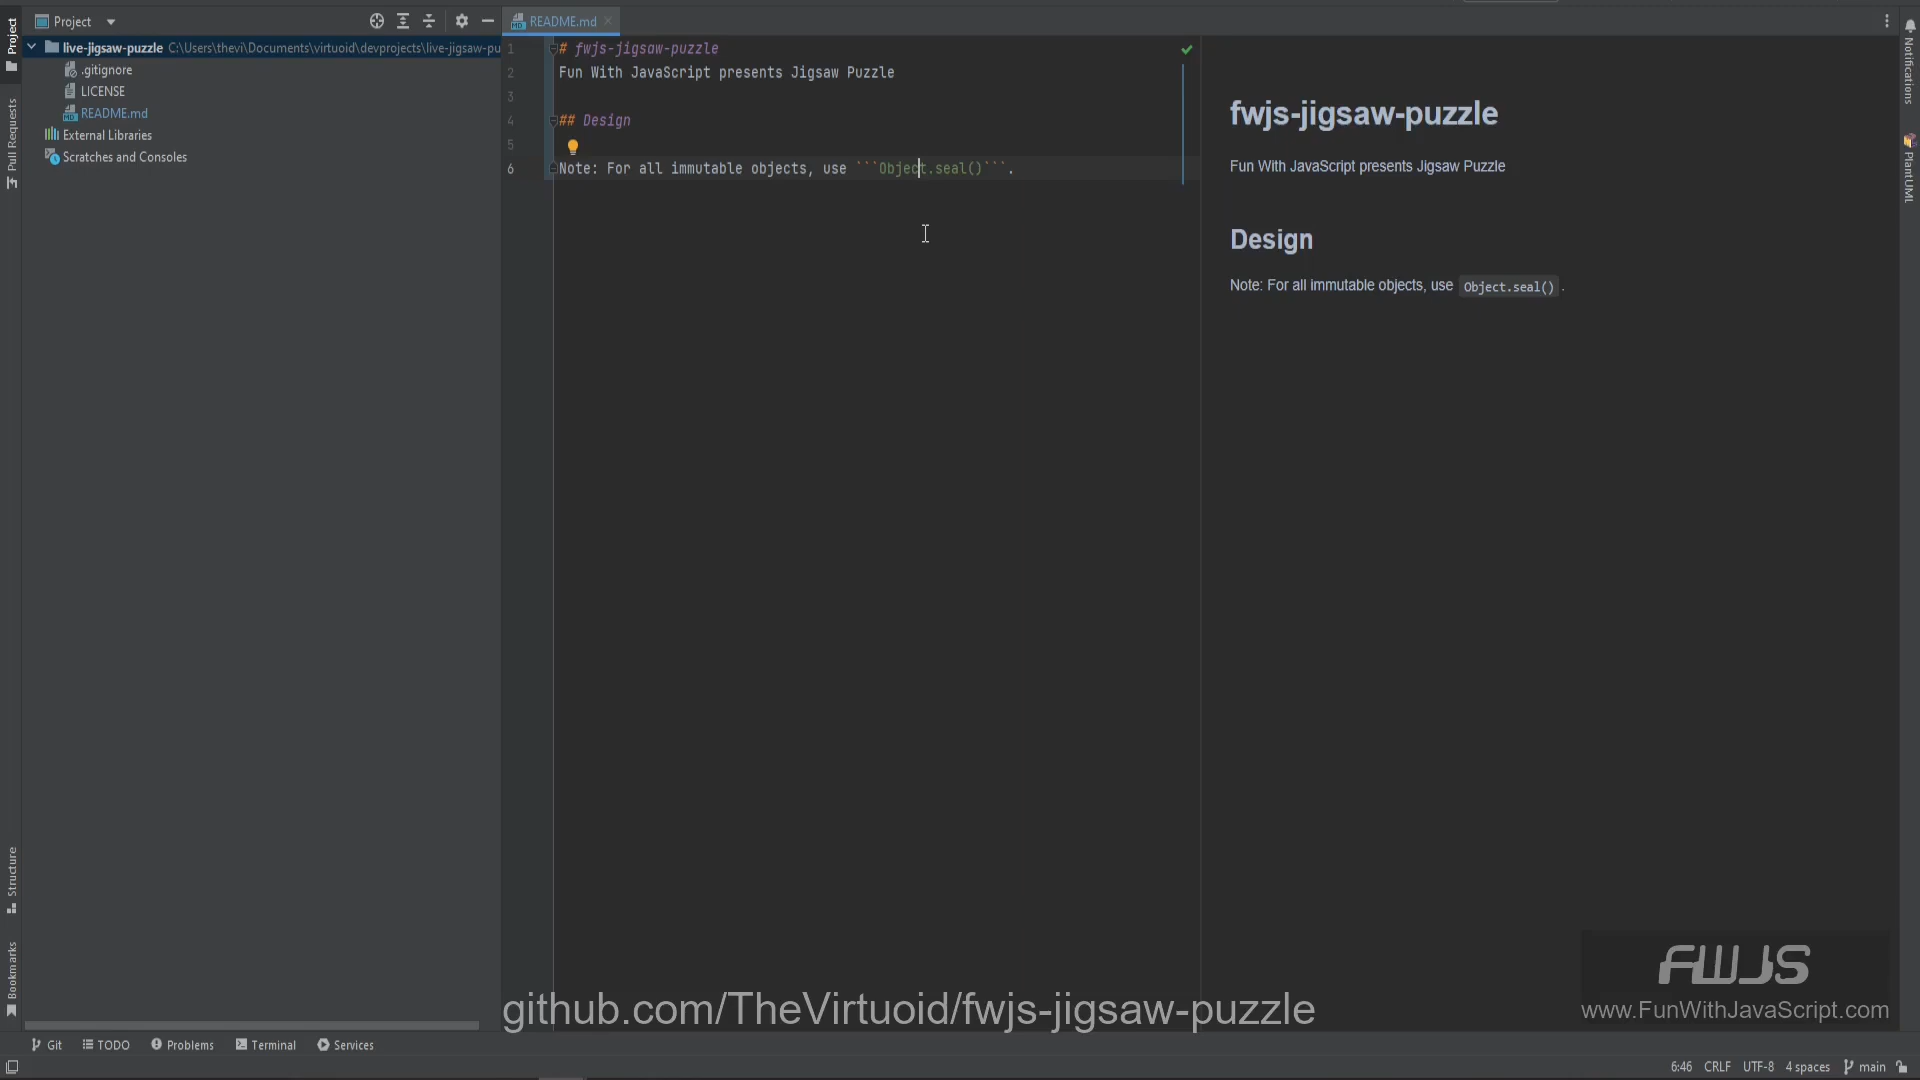 Project
README.md
live-jigsaw-puzzle C:\Users\thevi\Documents\virtuoid\devprojects\live-jigsaw-pu
.gitignore
LICENSE
README.md
External Libraries
Scratches and Consoles
Project
Pull Requests
Structure
Bookmarks
1 # fwjs-jigsaw-puzzle
2 Fun With JavaScript presents Jigsaw Puzzle
3
4 ## Design
5
6 Note: For all immutable objects, use ```Object.seal()```.
fwjs-jigsaw-puzzle
Fun With JavaScript presents Jigsaw Puzzle
Design
Note: For all immutable objects, use Object.seal() .
Notifications
PlantUML
FWJS
www.FunWithJavaScript.com
github.com/TheVirtuoid/fwjs-jigsaw-puzzle
Git TODO Problems Terminal Services
6:46 CRLF UTF-8 4 spaces main